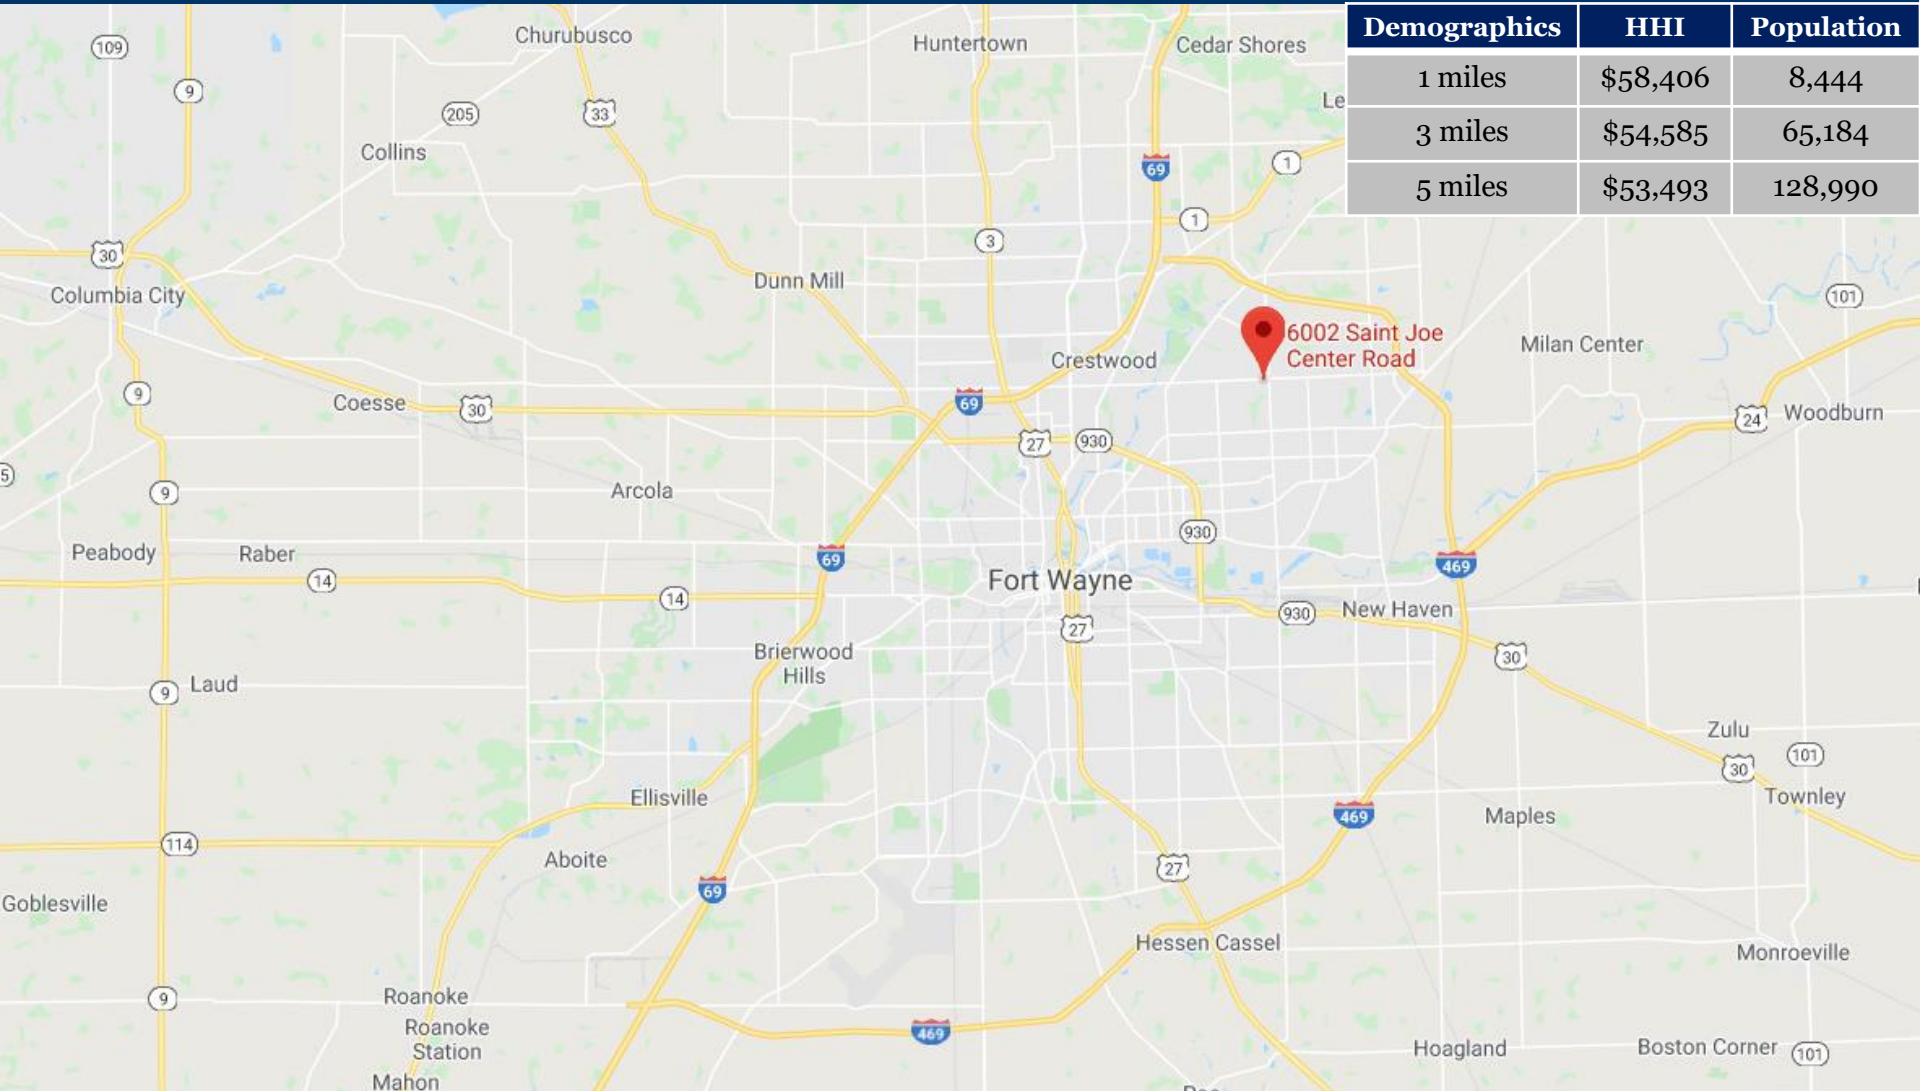 Demographics HHI Population
1 miles $58,406 8,444
3 miles $54,585 65,184
5 miles $53,493 128,990
Churubusco
Huntertown
Cedar Shores
109
9
205
33
Le
Collins
69
1
1
3
30
Dunn Mill
Columbia City
101
6002 Saint Joe
Center Road
Milan Center
Crestwood
9
Coesse
30
69
24
Woodburn
27
930
5
9
Arcola
930
Peabody
Raber
69
469
14
Fort Wayne
14
930
New Haven
27
Brierwood
Hills
30
9
Laud
Zulu
101
30
Ellisville
Townley
469
Maples
114
Aboite
27
69
Goblesville
Hessen Cassel
Monroeville
9
Roanoke
Roanoke
Station
469
Hoagland
Boston Corner
101
Mahon